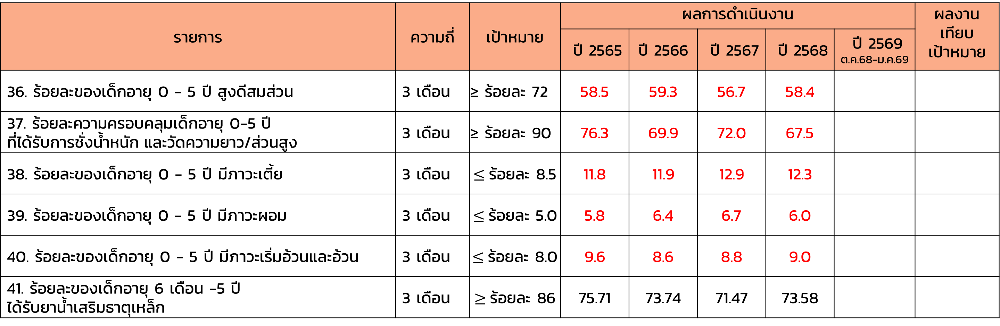 รายการ
ความถี่
เป้าหมาย
ผลการดำเนินงาน
ผลงาน
เทียบ
เป้าหมาย
ปี 2565
ปี 2566
ปี 2567
ปี 2568
ปี 2569
ต.ค.68-ม.ค.69
36. ร้อยละของเด็กอายุ 0 - 5 ปี สูงดีสมส่วน
3 เดือน
≥ ร้อยละ 72
58.5
59.3
56.7
58.4
37. ร้อยละความครอบคลุมเด็กอายุ 0-5 ปี
ที่ได้รับการชั่งน้ำหนัก และวัดความยาว/ส่วนสูง
3 เดือน
≥ ร้อยละ 90
76.3
69.9
72.0
67.5
38. ร้อยละของเด็กอายุ 0 - 5 ปี มีภาวะเตี้ย
3 เดือน
≤ ร้อยละ 8.5
11.8
11.9
12.9
12.3
39. ร้อยละของเด็กอายุ 0 - 5 ปี มีภาวะผอม
3 เดือน
≤ ร้อยละ 5.0
5.8
6.4
6.7
6.0
40. ร้อยละของเด็กอายุ 0 - 5 ปี มีภาวะเริ่มอ้วนและอ้วน
3 เดือน
≤ ร้อยละ 8.0
9.6
8.6
8.8
9.0
41. ร้อยละของเด็กอายุ 6 เดือน -5 ปี
ได้รับยาน้ำเสริมธาตุเหล็ก
3 เดือน
≥ ร้อยละ 86
75.71
73.74
71.47
73.58